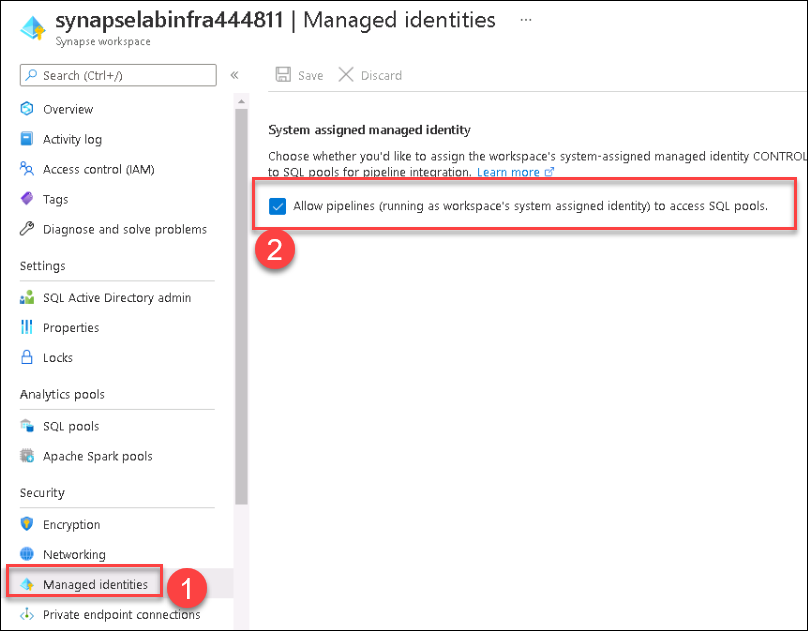 synapselabinfra444811 | Managed identities ...
Synapse workspace
Search (Ctrl+/)
«
Save
Discard
Overview
Activity log
Access control (IAM)
Tags
Diagnose and solve problems
Settings
SQL Active Directory admin
Properties
Locks
Analytics pools
SQL pools
Apache Spark pools
Security
Encryption
Networking
Managed identities
1
Private endpoint connections
System assigned managed identity
Choose whether you'd like to assign the workspace's system-assigned managed identity CONTROL
to SQL pools for pipeline integration. Learn more
Allow pipelines (running as workspace's system assigned identity) to access SQL pools.
2